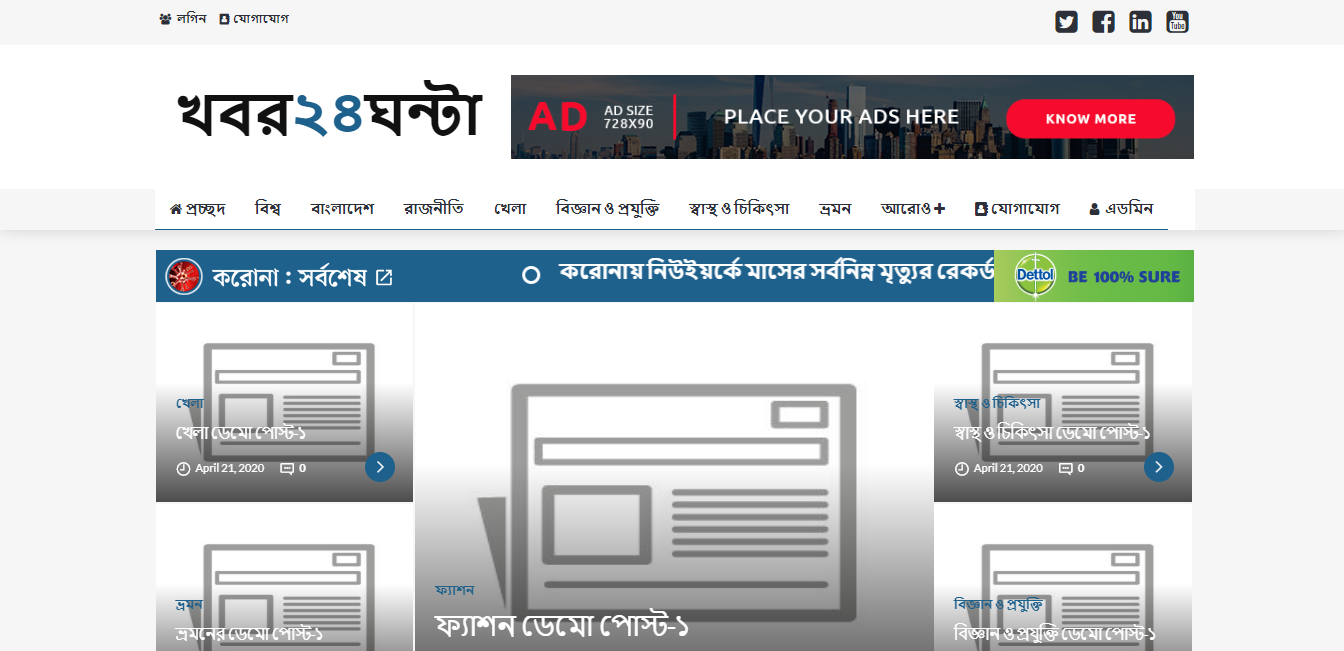 লগিন যোগাযোগ
You Tube
খবর২৪ঘন্টা
AD AD SIZE 728X90 PLACE YOUR ADS HERE KNOW MORE
প্রচ্ছদ বিশ্ব বাংলাদেশ রাজনীতি খেলা বিজ্ঞান ও প্রযুক্তি স্বাস্থ ও চিকিৎসা ভ্রমন আরোও যোগাযোগ এডমিন
করোনা : সর্বশেষ করোনায় নিউইয়র্কে মাসের সর্বনিম্ন মৃত্যুর রেকর্ড Dettol BE 100% SURE
খেলা
খেলা ডেমো পোস্ট-১
April 21, 2020 0
ভ্রমন
ভ্রমনের ডেমো পোস্ট-১
ফ্যাশন
ফ্যাশন ডেমো পোস্ট-১
স্বাস্থ ও চিকিৎসা
স্বাস্থ ও চিকিৎসা ডেমো পোস্ট-১
April 21, 2020 0
বিজ্ঞান ও প্রযুক্তি
বিজ্ঞান ও প্রযুক্তি ডেমো পোস্ট-১